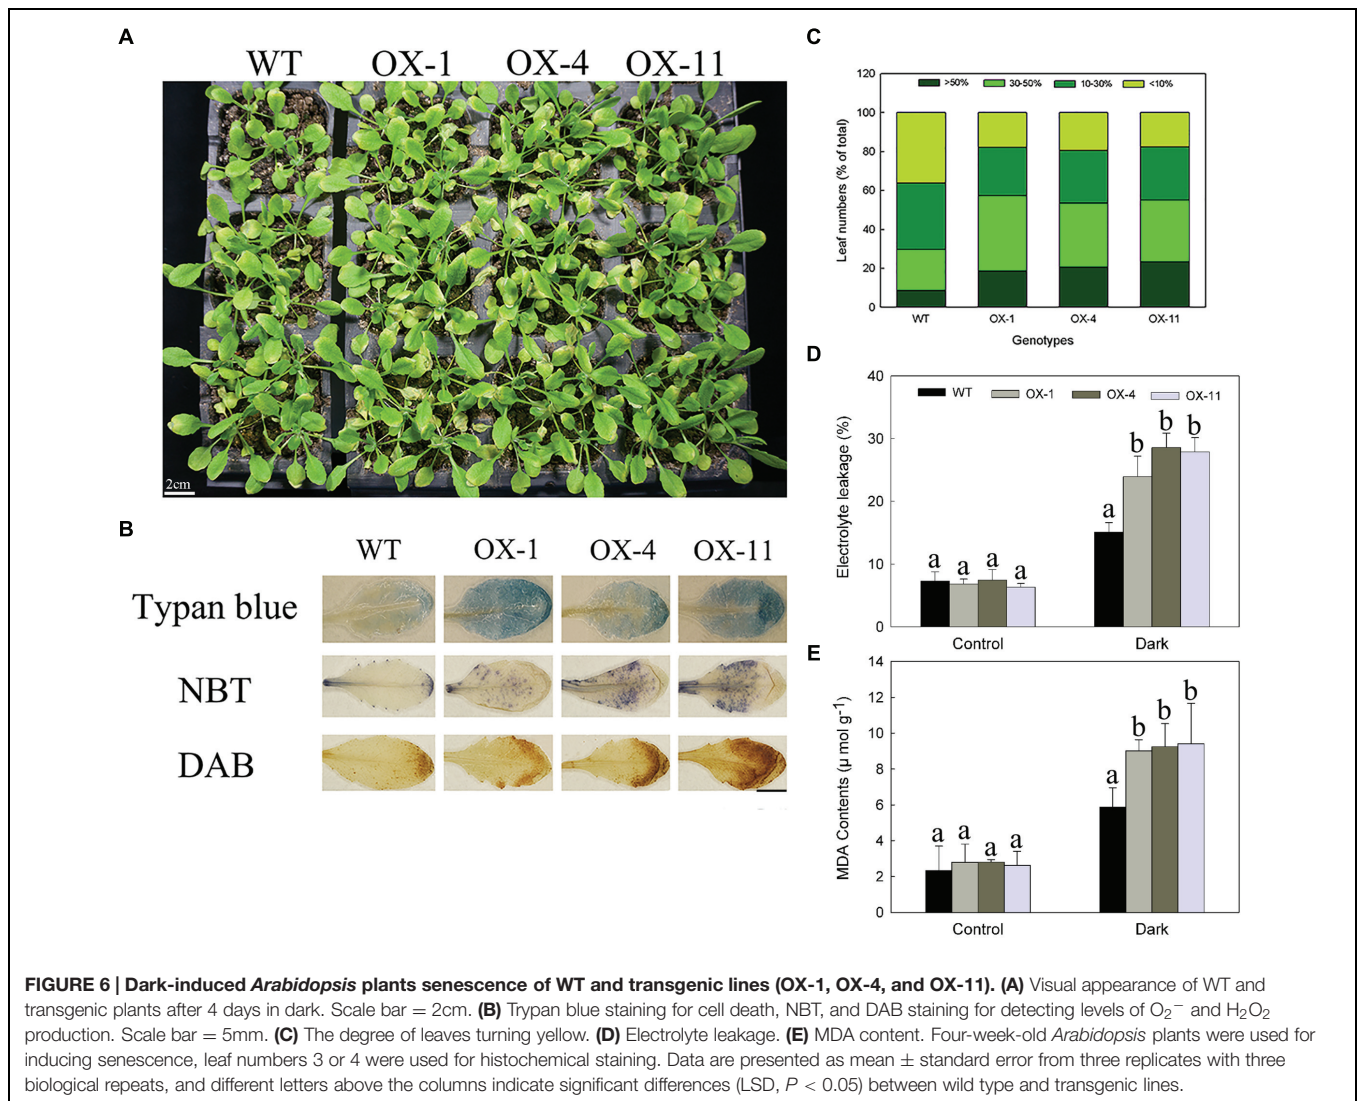 A
WT OX-1 OX-4 OX-11
2cm
B
WT OX-1 OX-4 OX-11
Typan blue
NBT
DAB
C
120
100
80
60
40
20
0
Leaf numbers (% of total)
>50% 30-50% 10-30% <10%
WT OX-1 OX-4 OX-11
Genotypes
D
40
30
20
10
0
Electrolyte leakage (%)
WT OX-1 OX-4 OX-11
a a a a a b b b
Control Dark
E
14
12
10
8
6
4
2
0
MDA Contents (μ mol g⁻¹)
a a a a a b b b
Control Dark
FIGURE 6 | Dark-induced Arabidopsis plants senescence of WT and transgenic lines (OX-1, OX-4, and OX-11). (A) Visual appearance of WT and
transgenic plants after 4 days in dark. Scale bar = 2cm. (B) Trypan blue staining for cell death, NBT, and DAB staining for detecting levels of O₂⁻ and H₂O₂
production. Scale bar = 5mm. (C) The degree of leaves turning yellow. (D) Electrolyte leakage. (E) MDA content. Four-week-old Arabidopsis plants were used for
inducing senescence, leaf numbers 3 or 4 were used for histochemical staining. Data are presented as mean ± standard error from three replicates with three
biological repeats, and different letters above the columns indicate significant differences (LSD, P < 0.05) between wild type and transgenic lines.